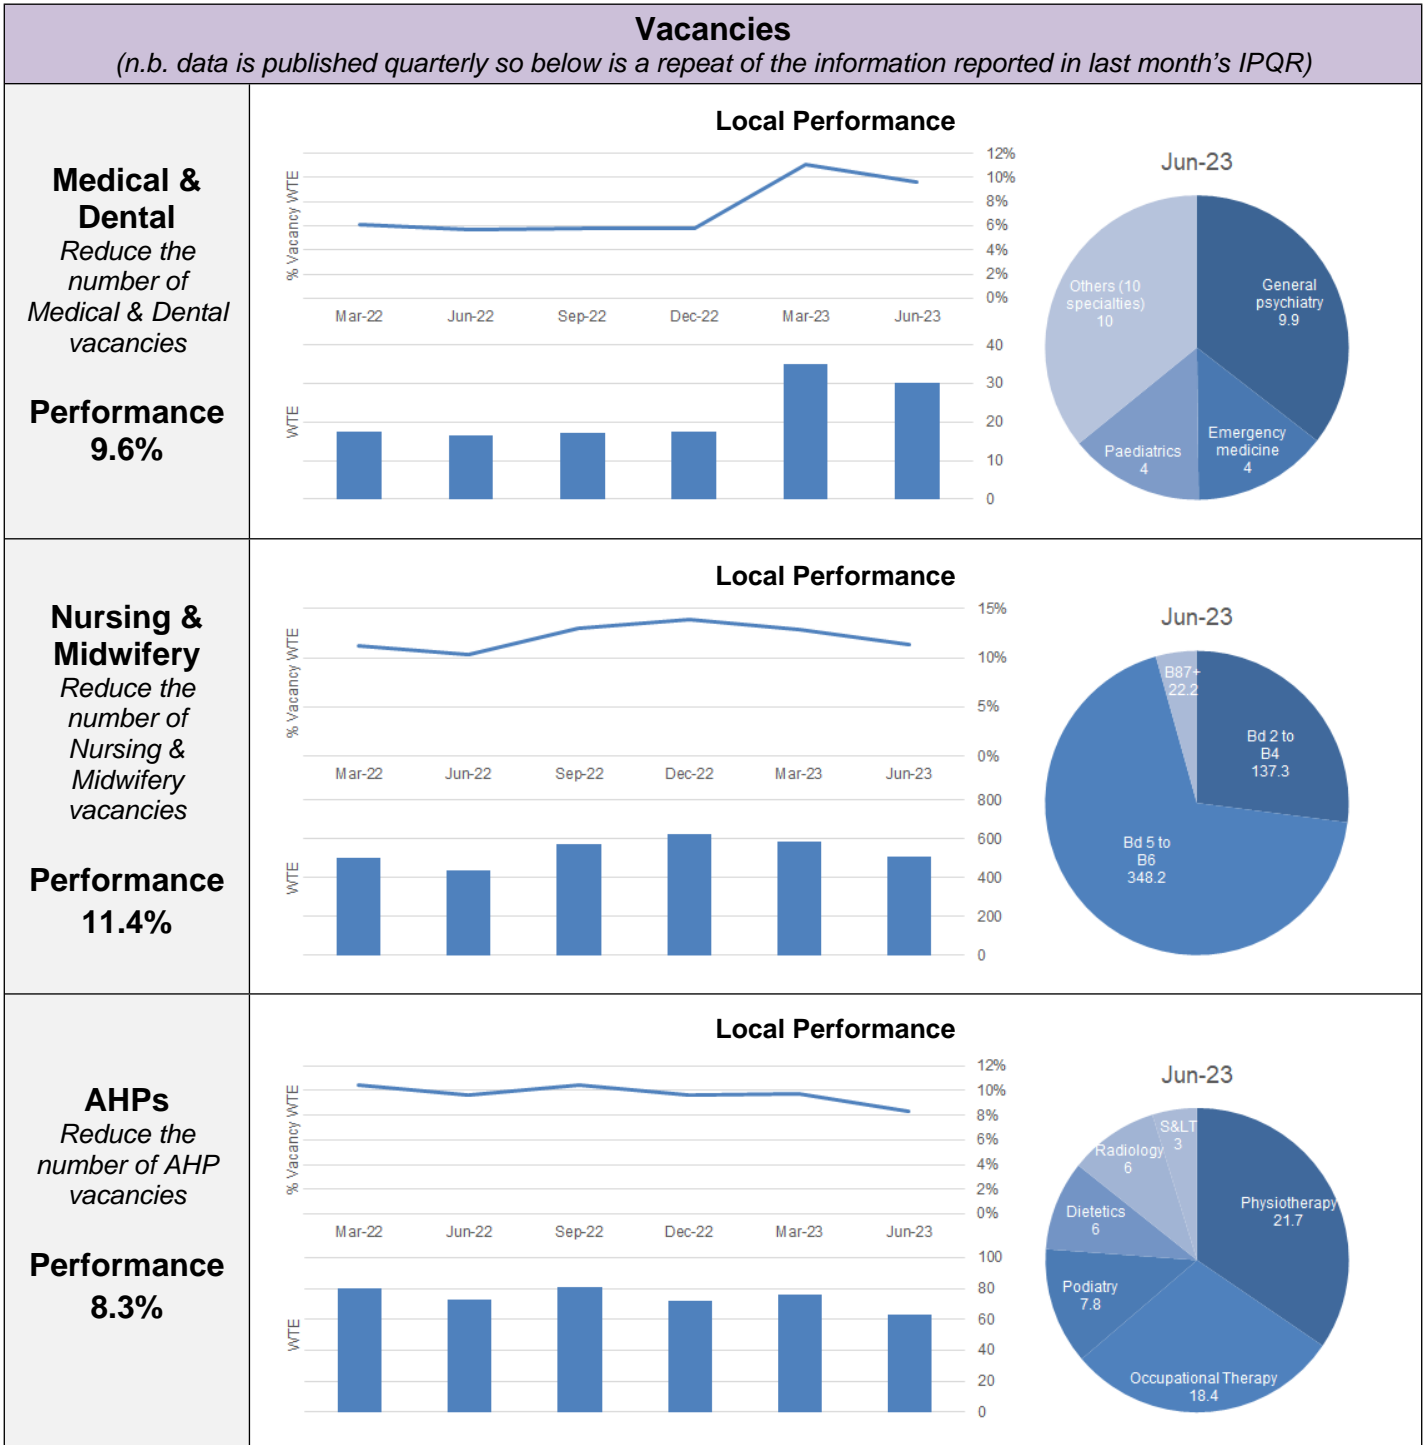 Vacancies
(n.b. data is published quarterly so below is a repeat of the information reported in last month's IPQR)
Medical &
Dental
Reduce the
number of
Medical & Dental
vacancies
Performance
9.6%
Local Performance
% Vacancy WTE
12%
10%
8%
6%
4%
2%
0%
Mar-22 Jun-22 Sep-22 Dec-22 Mar-23 Jun-23
WTE
40
30
20
10
0
Jun-23
General
psychiatry
9.9
Emergency
medicine
4
Paediatrics
4
Others (10
specialties)
10
Nursing &
Midwifery
Reduce the
number of
Nursing &
Midwifery
vacancies
Performance
11.4%
Local Performance
% Vacancy WTE
15%
10%
5%
0%
Mar-22 Jun-22 Sep-22 Dec-22 Mar-23 Jun-23
WTE
800
600
400
200
0
Jun-23
B87+
22.2
Bd 2 to
B4
137.3
Bd 5 to
B6
348.2
AHPs
Reduce the
number of AHP
vacancies
Performance
8.3%
Local Performance
% Vacancy WTE
12%
10%
8%
6%
4%
2%
0%
Mar-22 Jun-22 Sep-22 Dec-22 Mar-23 Jun-23
WTE
100
80
60
40
20
0
Jun-23
S&LT
3
Radiology
6
Physiotherapy
21.7
Dietetics
6
Podiatry
7.8
Occupational Therapy
18.4